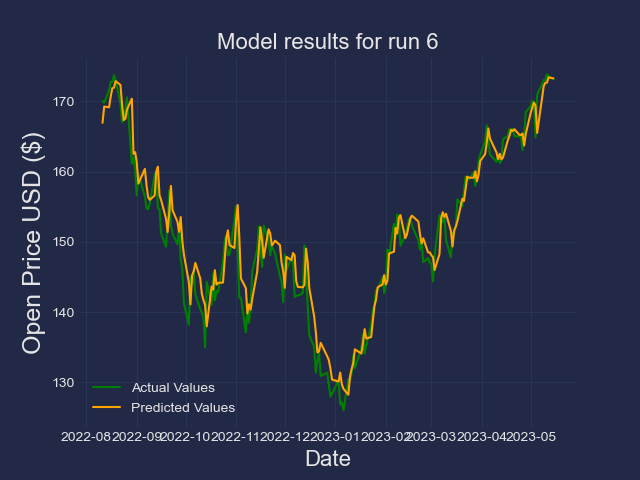 Model results for run 6
Open Price USD ($)
170
160
150
140
130
Actual Values
Predicted Values
2022-08 2022-09 2022-10 2022-11 2022-12 2023-01 2023-02 2023-03 2023-04 2023-05
Date